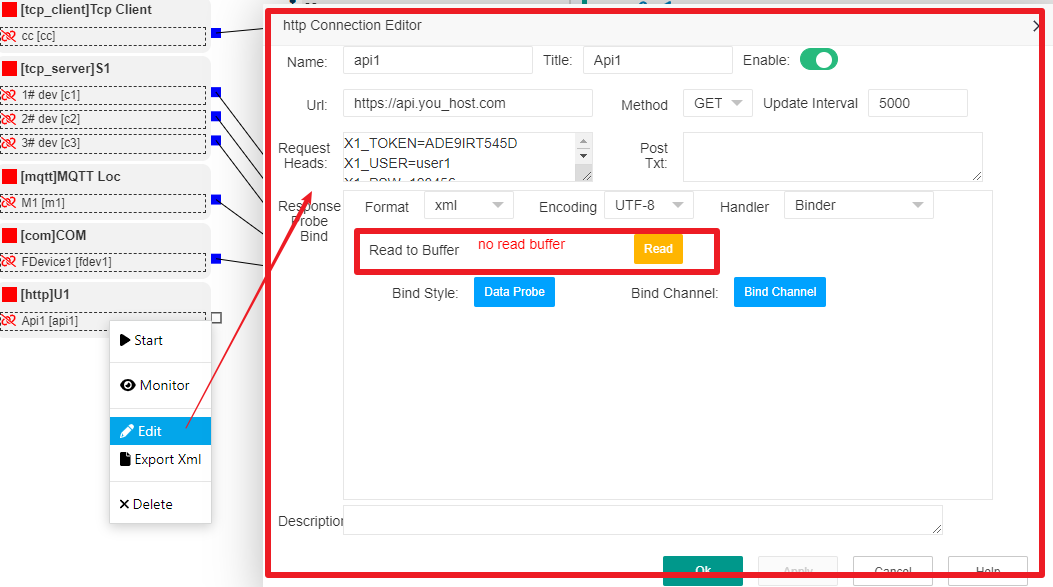 [tcp_client]Tcp Client
cc [cc]
[tcp_server]S1
1# dev [c1]
2# dev [c2]
3# dev [c3]
[mqtt]MQTT Loc
M1 [m1]
[com]COM
FDevice1 [fdev1]
[http]U1
Api1 [api1]
Start
Monitor
Edit
Export Xml
Delete
http Connection Editor
Name: api1 Title: Api1 Enable:
Url: https://api.you_host.com Method GET Update Interval 5000
Request Heads:
X1_TOKEN=ADE9IRT545D
X1_USER=user1
Post Txt:
Response Probe Bind
Format xml Encoding UTF-8 Handler Binder
Read to Buffer no read buffer Read
Bind Style: Data Probe Bind Channel: Bind Channel
Description
Ok Apply Cancel Help